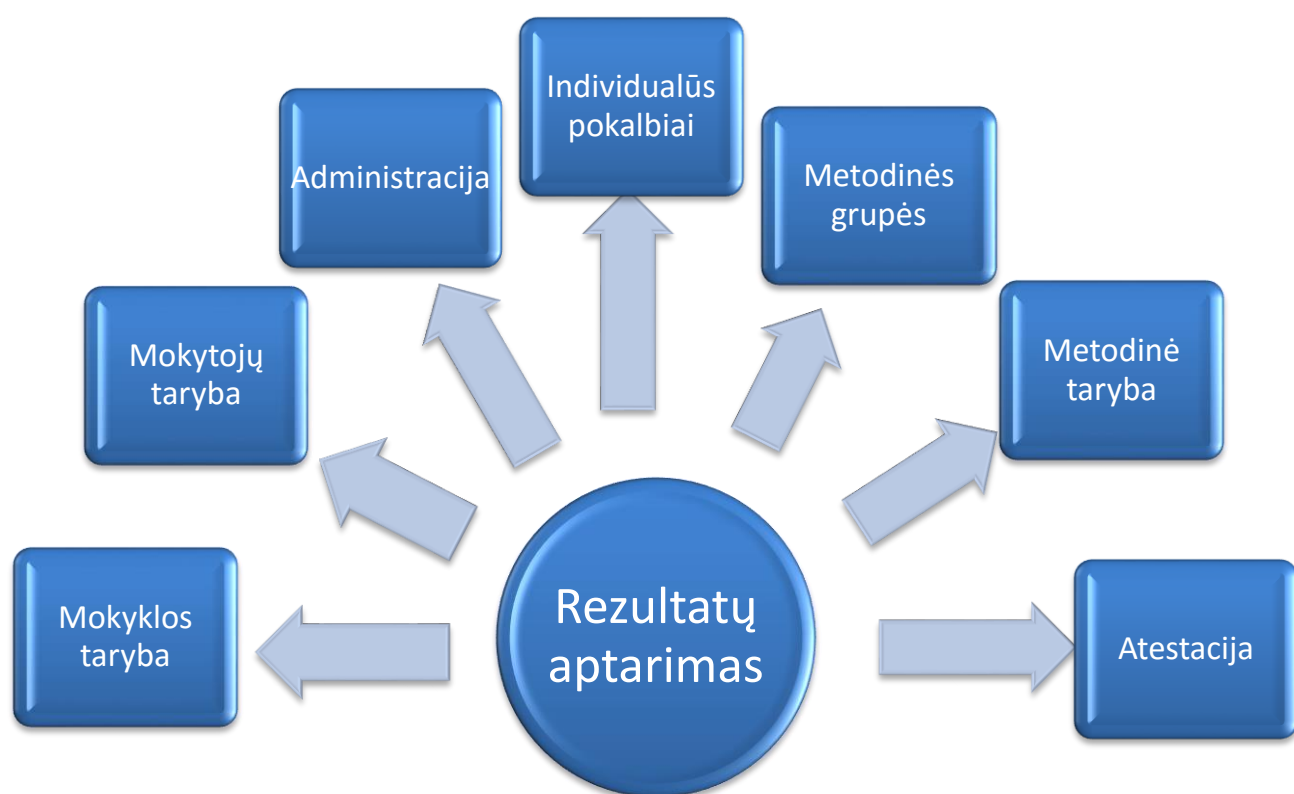 Individualūs
pokalbiai
Administracija
Metodinės
grupės
Mokytojų
taryba
Metodinė
taryba
Mokyklos
taryba
Rezultatų
aptarimas
Atestacija